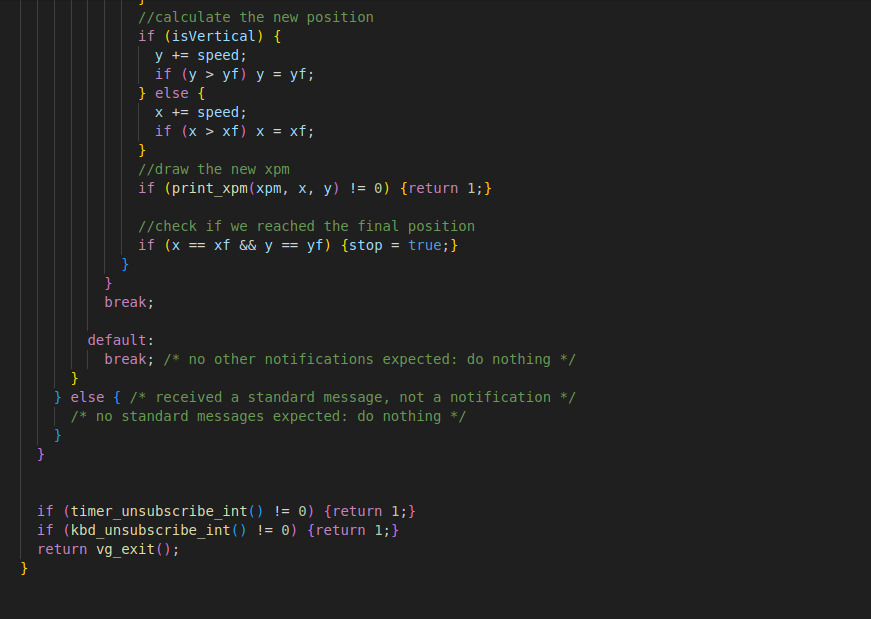 }
//calculate the new position
if (isVertical) {
y += speed;
if (y > yf) y = yf;
} else {
x += speed;
if (x > xf) x = xf;
}
//draw the new xpm
if (print_xpm(xpm, x, y) != 0) {return 1;}
//check if we reached the final position
if (x == xf && y == yf) {stop = true;}
}
}
break;
default:
break; /* no other notifications expected: do nothing */
}
} else { /* received a standard message, not a notification */
/* no standard messages expected: do nothing */
}
}
if (timer_unsubscribe_int() != 0) {return 1;}
if (kbd_unsubscribe_int() != 0) {return 1;}
return vg_exit();
}